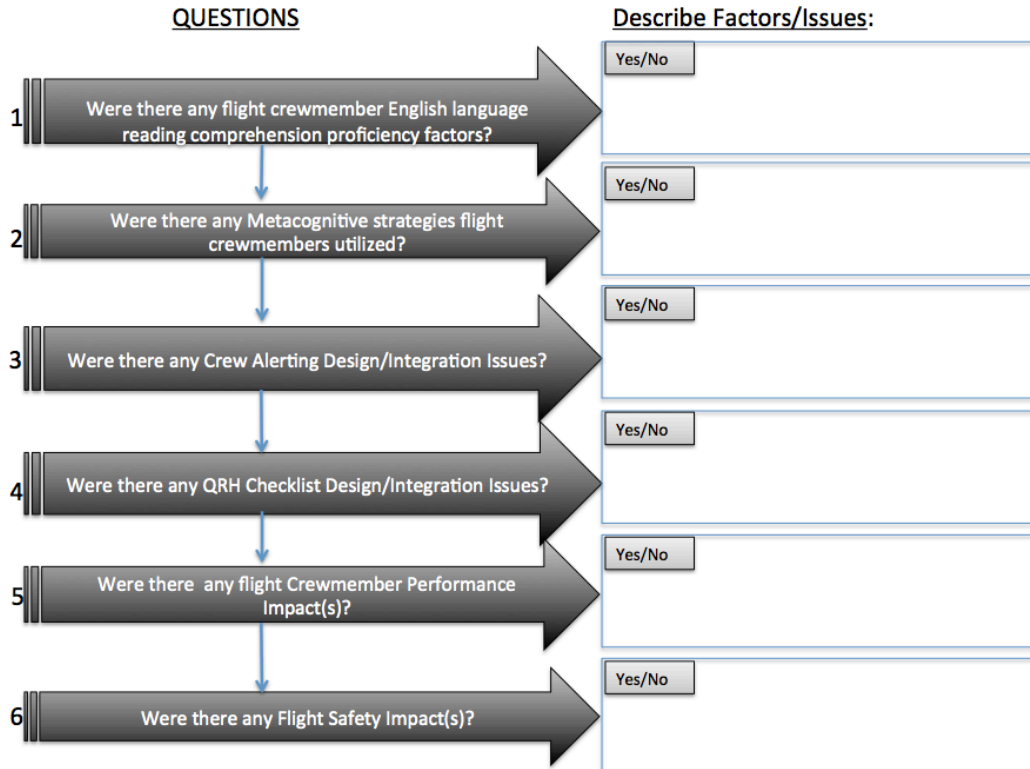 QUESTIONS
Describe Factors/Issues:
1
Were there any flight crewmember English language
reading comprehension proficiency factors?
Yes/No
2
Were there any Metacognitive strategies flight
crewmembers utilized?
Yes/No
3
Were there any Crew Alerting Design/Integration Issues?
Yes/No
4
Were there any QRH Checklist Design/Integration Issues?
Yes/No
5
Were there  any flight Crewmember Performance
Impact(s)?
Yes/No
6
Were there any Flight Safety Impact(s)?
Yes/No